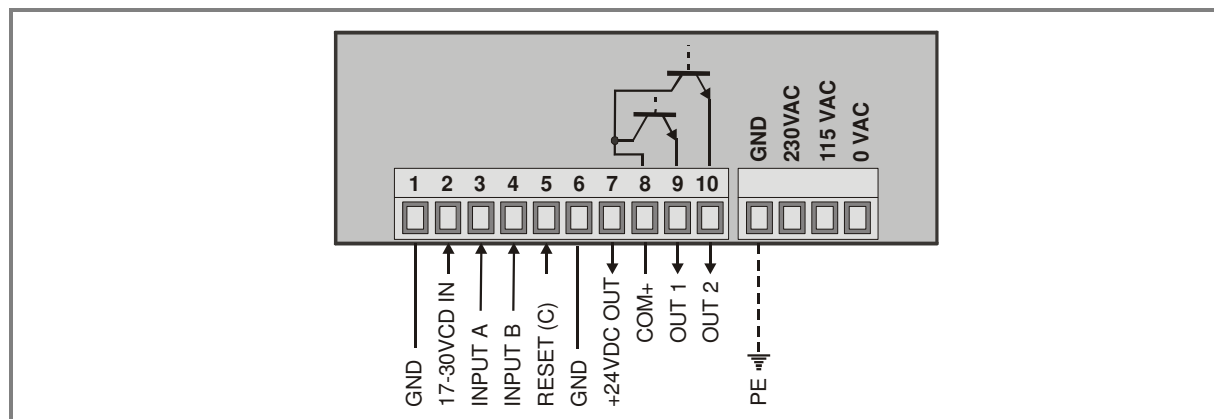 GND
230VAC
115 VAC
0 VAC
1 2 3 4 5 6 7 8 9 10
GND
17-30VCD IN
INPUT A
INPUT B
RESET (C)
GND
+24VDC OUT
COM+
OUT 1
OUT 2
PE